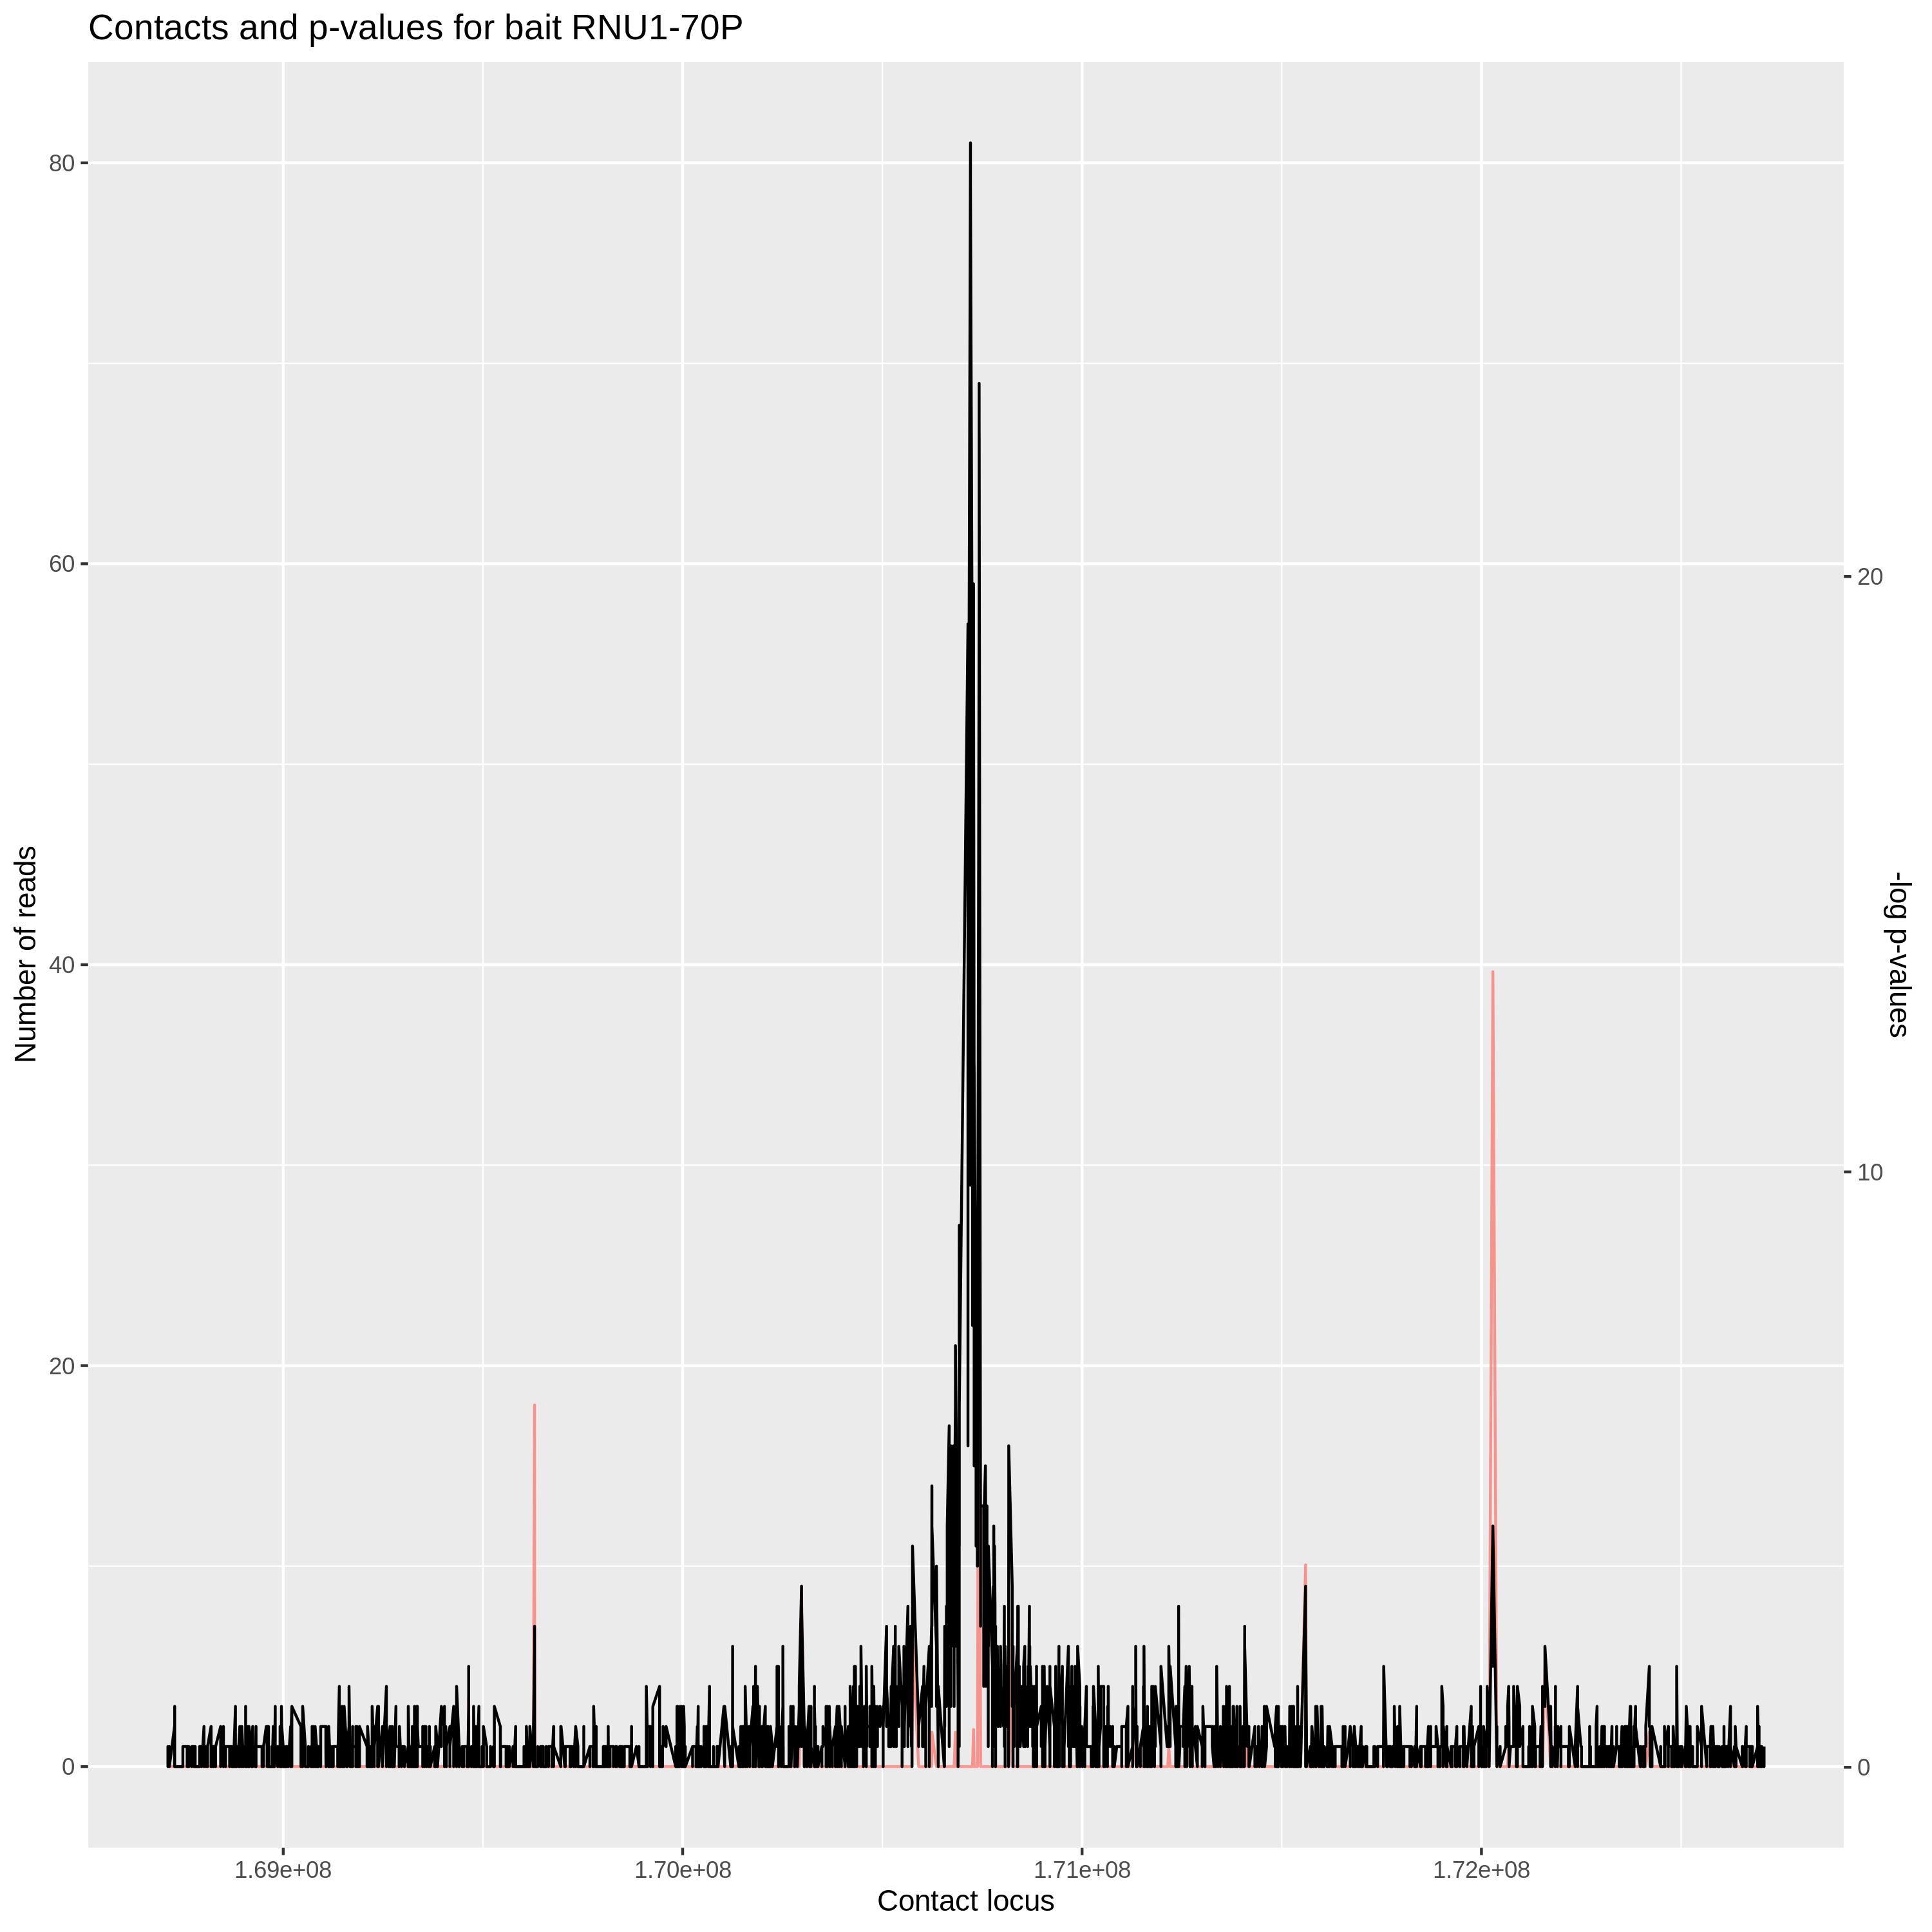 Contacts and p-values for bait RNU1-70P
80
60
40
20
0
Number of reads
20
10
0
-log p-values
1.69e+08
1.70e+08
1.71e+08
1.72e+08
Contact locus